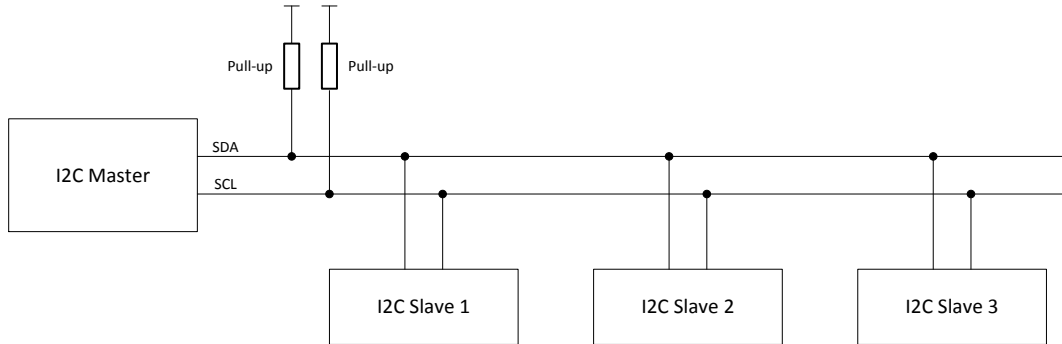 Pull-up
Pull-up
SDA
I2C Master
SCL
I2C Slave 1
I2C Slave 2
I2C Slave 3